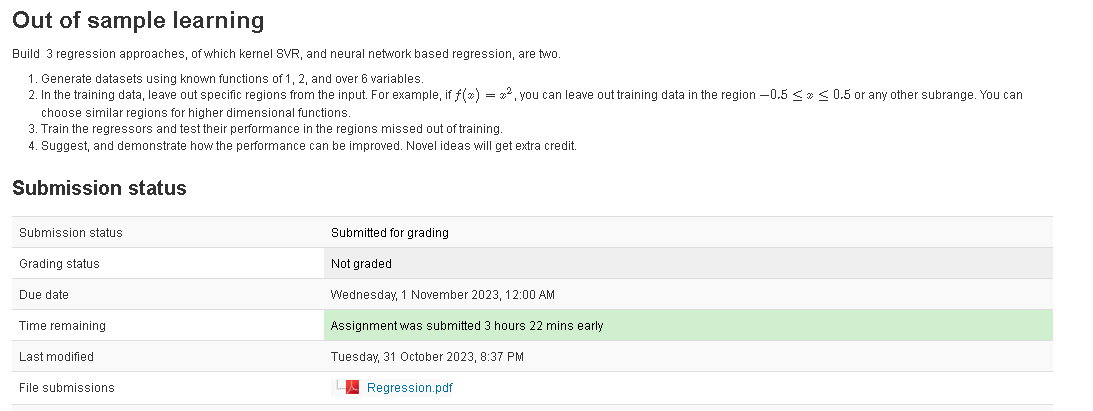 Out of sample learning
Build 3 regression approaches, of which kernel SVR, and neural network based regression, are two.
1. Generate datasets using known functions of 1, 2, and over 6 variables.
2. In the training data, leave out specific regions from the input. For example, if f(x) = x², you can leave out training data in the region −0.5 ≤ x ≤ 0.5 or any other subrange. You can
choose similar regions for higher dimensional functions.
3. Train the regressors and test their performance in the regions missed out of training.
4. Suggest, and demonstrate how the performance can be improved. Novel ideas will get extra credit.
Submission status
Submission status Submitted for grading
Grading status Not graded
Due date Wednesday, 1 November 2023, 12:00 AM
Time remaining Assignment was submitted 3 hours 22 mins early
Last modified Tuesday, 31 October 2023, 8:37 PM
File submissions Regression.pdf